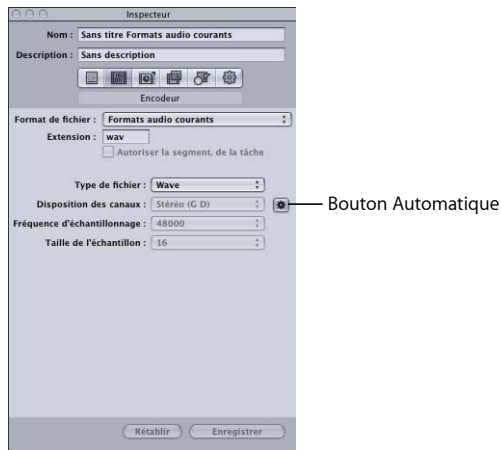 Inspecteur
Nom : Sans titre Formats audio courants
Description : Sans description
Encodeur
Format de fichier : Formats audio courants
Extension : wav
Autoriser la segment. de la tâche
Type de fichier : Wave
Disposition des canaux : Stéréo (G D)
Bouton Automatique
Fréquence d'échantillonnage : 48000
Taille de l'échantillon : 16
Rétablir Enregistrer